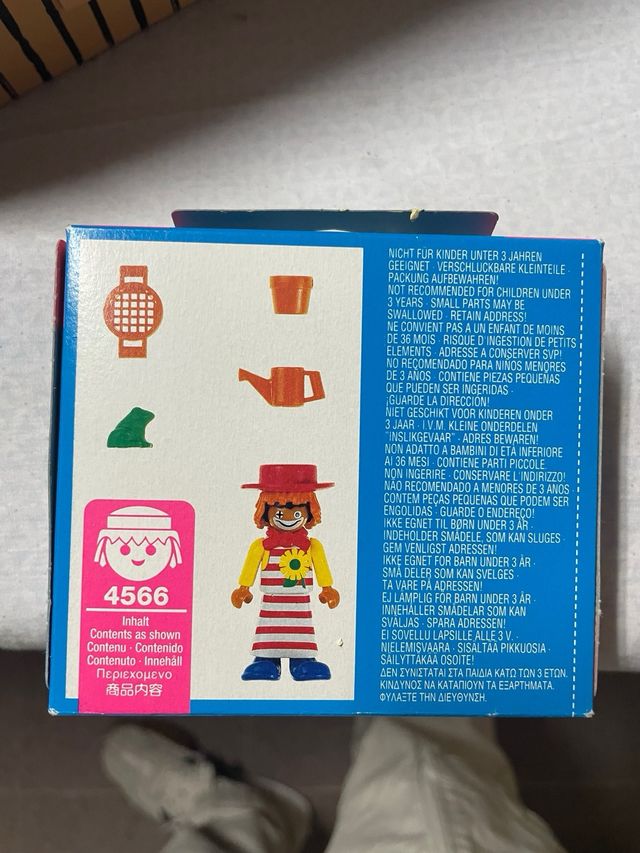 4566
Inhalt
Contents as shown
Contenu · Contenido
Contenuto · Innehåll
Περιεχομενο
商品内容
NICHT FÜR KINDER UNTER 3 JAHREN
GEEIGNET · VERSCHLUCKBARE KLEINTEILE ·
PACKUNG AUFBEWAHREN!
NOT RECOMMENDED FOR CHILDREN UNDER
3 YEARS · SMALL PARTS MAY BE
SWALLOWED · RETAIN ADDRESS!
NE CONVIENT PAS A UN ENFANT DE MOINS
DE 36 MOIS · RISQUE D'INGESTION DE PETITS
ELEMENTS · ADRESSE A CONSERVER SVP!
NO RECOMENDADO PARA NIÑOS MENORES
DE 3 AÑOS · CONTIENE PIEZAS PEQUENAS
QUE PUEDEN SER INGERIDAS ·
¡GUARDE LA DIRECCIÓN!
NIET GESCHIKT VOOR KINDEREN ONDER
3 JAAR · I.V.M. KLEINE ONDERDELEN
"INSLIKGEVAAR" · ADRES BEWAREN!
NON ADATTO A BAMBINI DI ETÀ INFERIORE
AI 36 MESI · CONTIENE PARTI PICCOLE
NON INGERIRE · CONSERVARE L'INDIRIZZO!
NÃO RECOMENDADO A MENORES DE 3 ANOS ·
CONTEM PEÇAS PEQUENAS QUE PODEM SER
ENGOLIDAS · GUARDE O ENDEREÇO!
IKKE EGNET TIL BØRN UNDER 3 ÅR ·
INDEHOLDER SMÅDELE, SOM KAN SLUGES ·
GEM VENLIGST ADRESSEN!
IKKE EGNET FOR BARN UNDER 3 ÅR ·
SMÅ DELER SOM KAN SVELGES ·
TA VARE PÅ ADRESSEN!
EJ LÄMPLIG FÖR BARN UNDER 3 ÅR ·
INNEHÅLLER SMÅDELAR SOM KAN
SVÄLJAS · SPARA ADRESSEN!
EI SOVELLU LAPSILLE ALLE 3 V. ·
NIELEMISVAARA · SISÄLTÄÄ PIKKUOSIA ·
SÄILYTTÄKÄÄ OSOITE!
ΔΕΝ ΣΥΝΙΣΤΑΤΑΙ ΣΤΑ ΠΑΙΔΙΑ ΚΑΤΩ ΤΩΝ 3 ΕΤΩΝ.
ΚΙΝΔΥΝΟΣ ΝΑ ΚΑΤΑΠΙΟΥΝ ΤΑ ΕΞΑΡΤΗΜΑΤΑ.
ΦΥΛΑΞΤΕ ΤΗΝ ΔΙΕΥΘΥΝΣΗ.